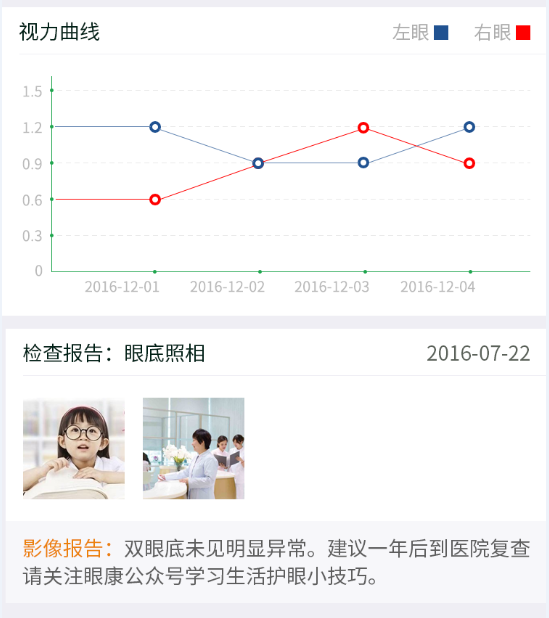 视力曲线
左眼 右眼
1.5
1.2
0.9
0.6
0.3
0
2016-12-01 2016-12-02 2016-12-03 2016-12-04
检查报告：眼底照相 2016-07-22
影像报告：双眼底未见明显异常。建议一年后到医院复查
请关注眼康公众号学习生活护眼小技巧。